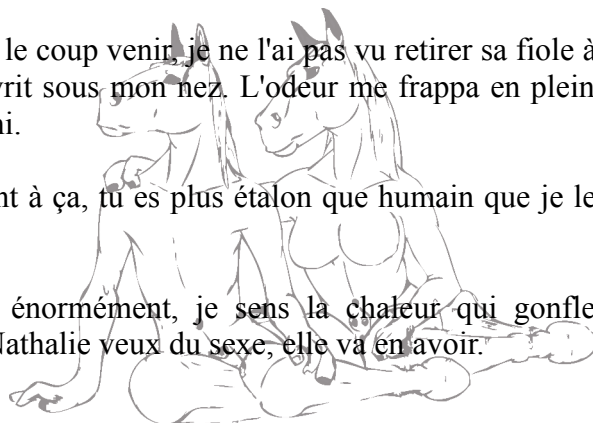 le coup venir, je ne l'ai pas vu retirer sa fiole à
vrit sous mon nez. L'odeur me frappa en plein
ni.
nt à ça, tu es plus étalon que humain que je le
énormément, je sens la chaleur qui gonfle
Nathalie veux du sexe, elle va en avoir.